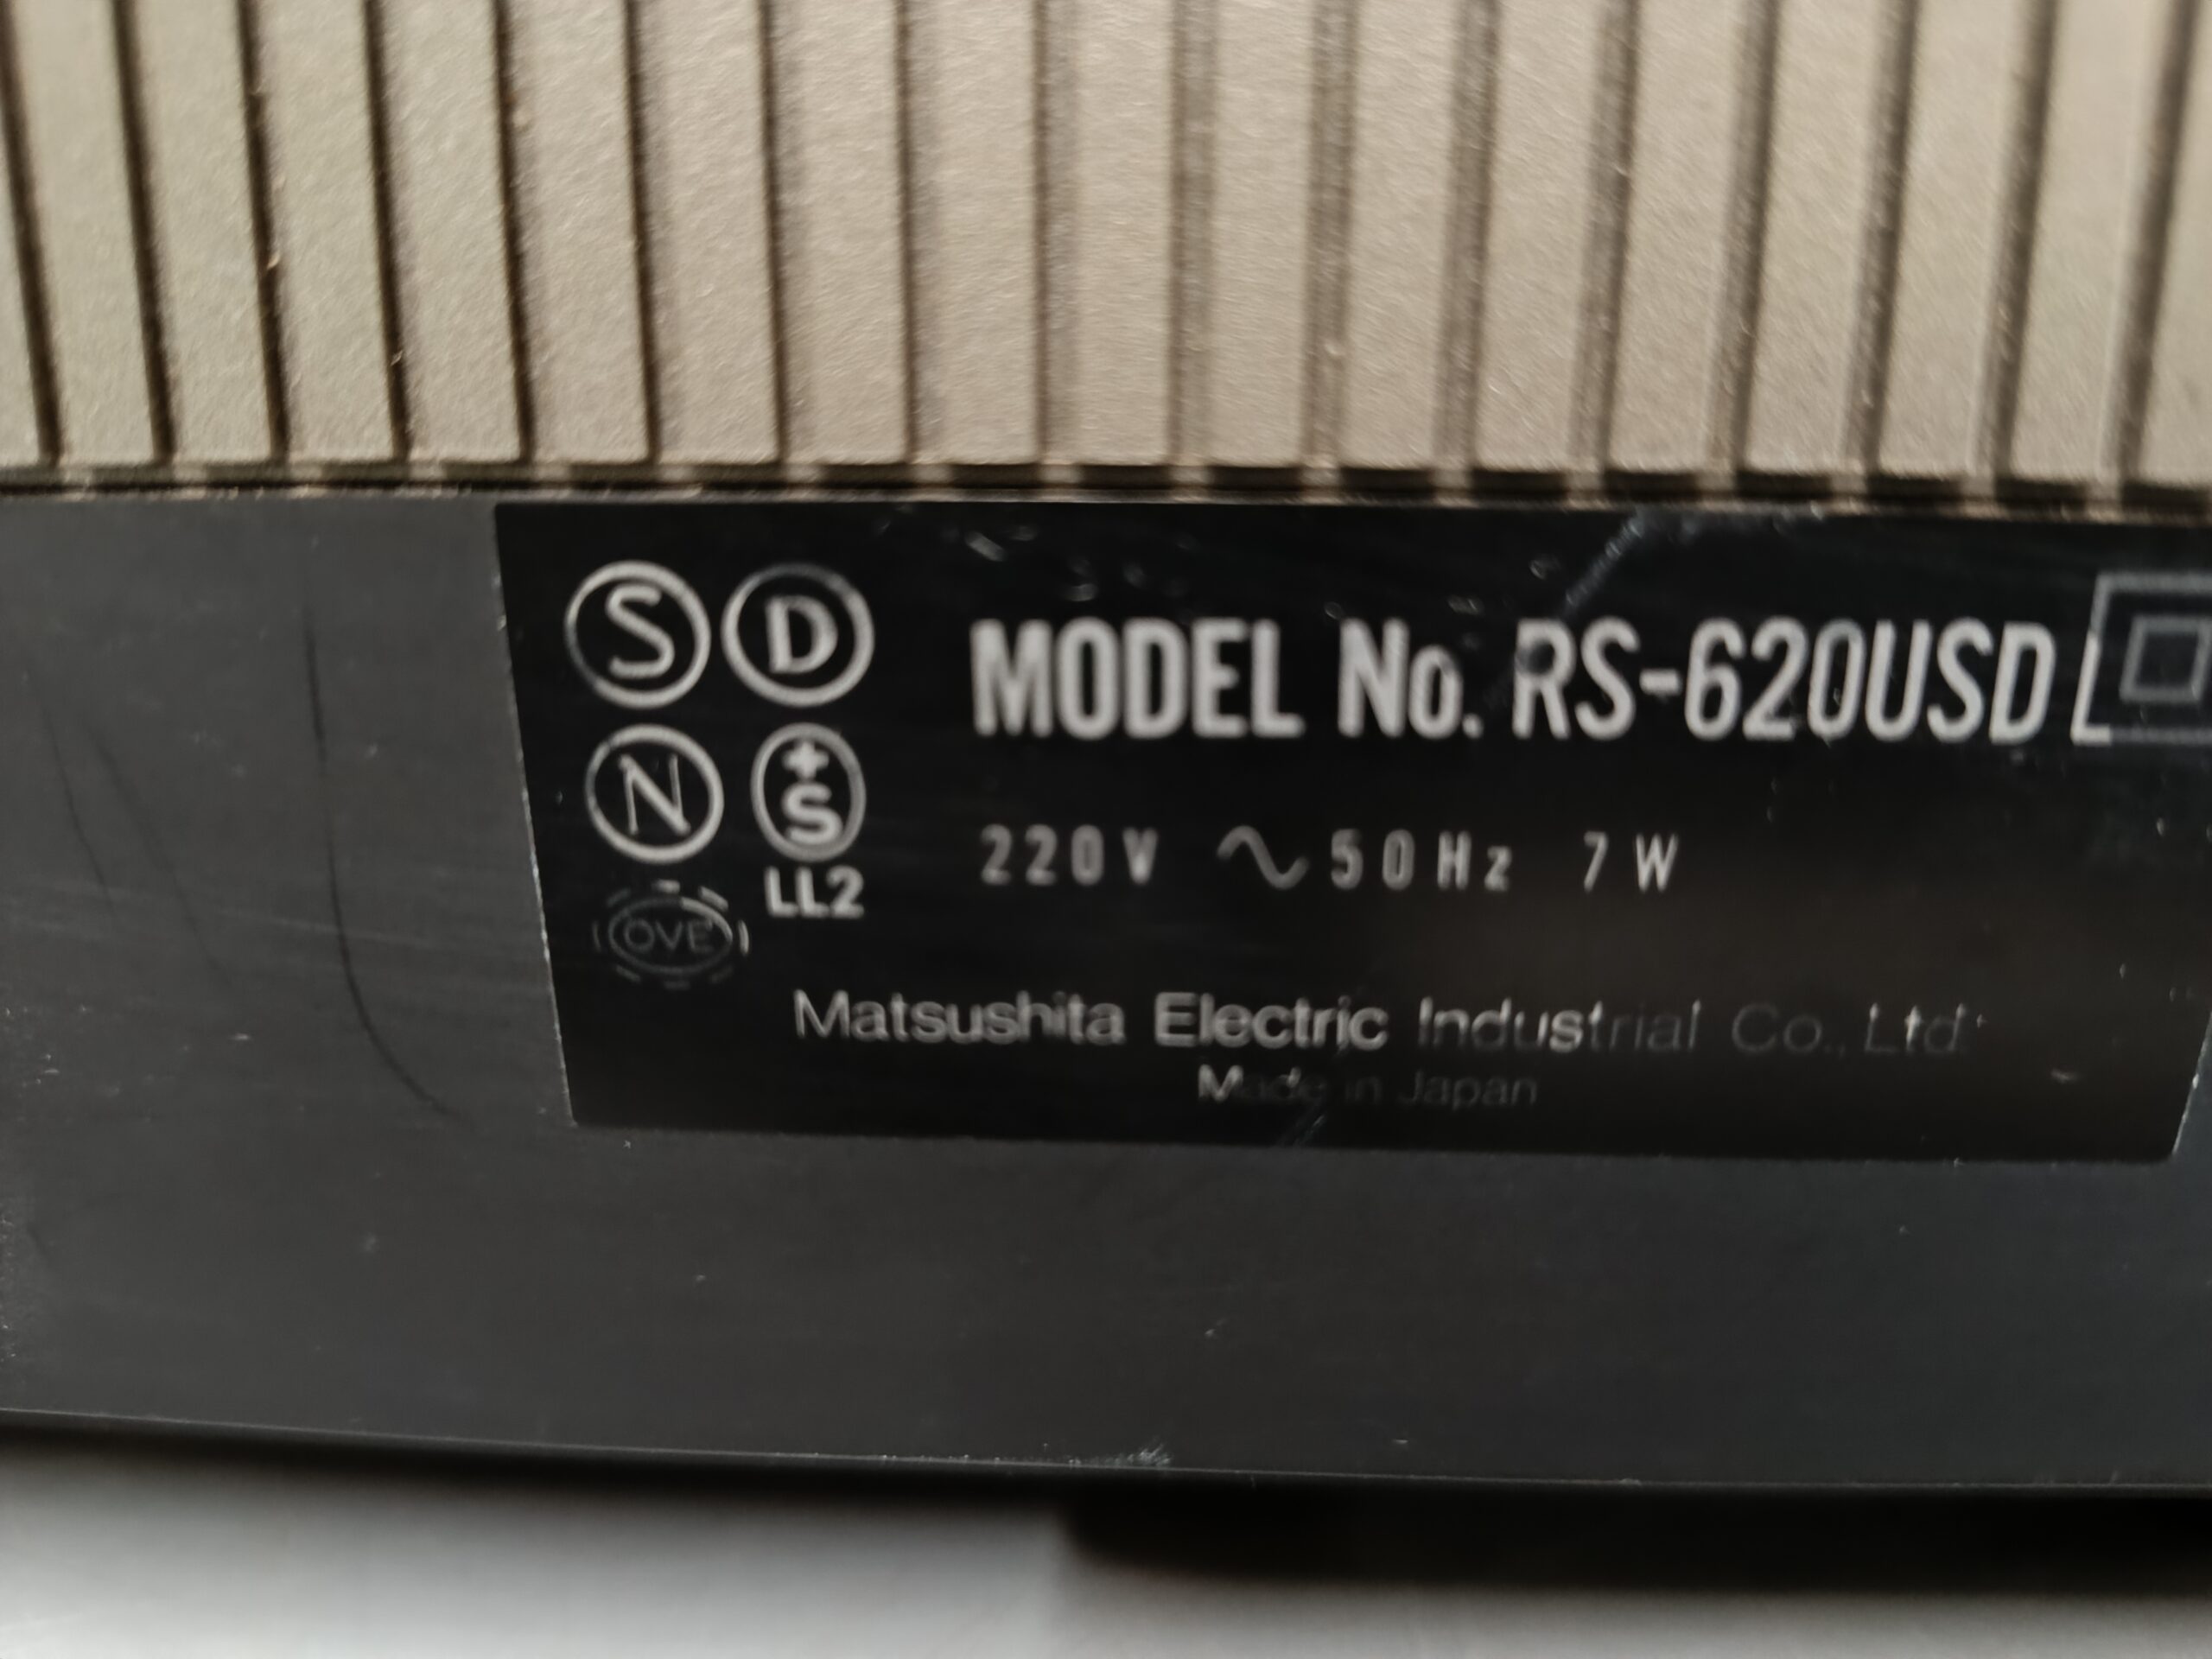 S D
N +S
LL2
OVE
MODEL No. RS-620USD
220V ∿ 50Hz 7W
Matsushita Electric Industrial Co., Ltd.
Made in Japan